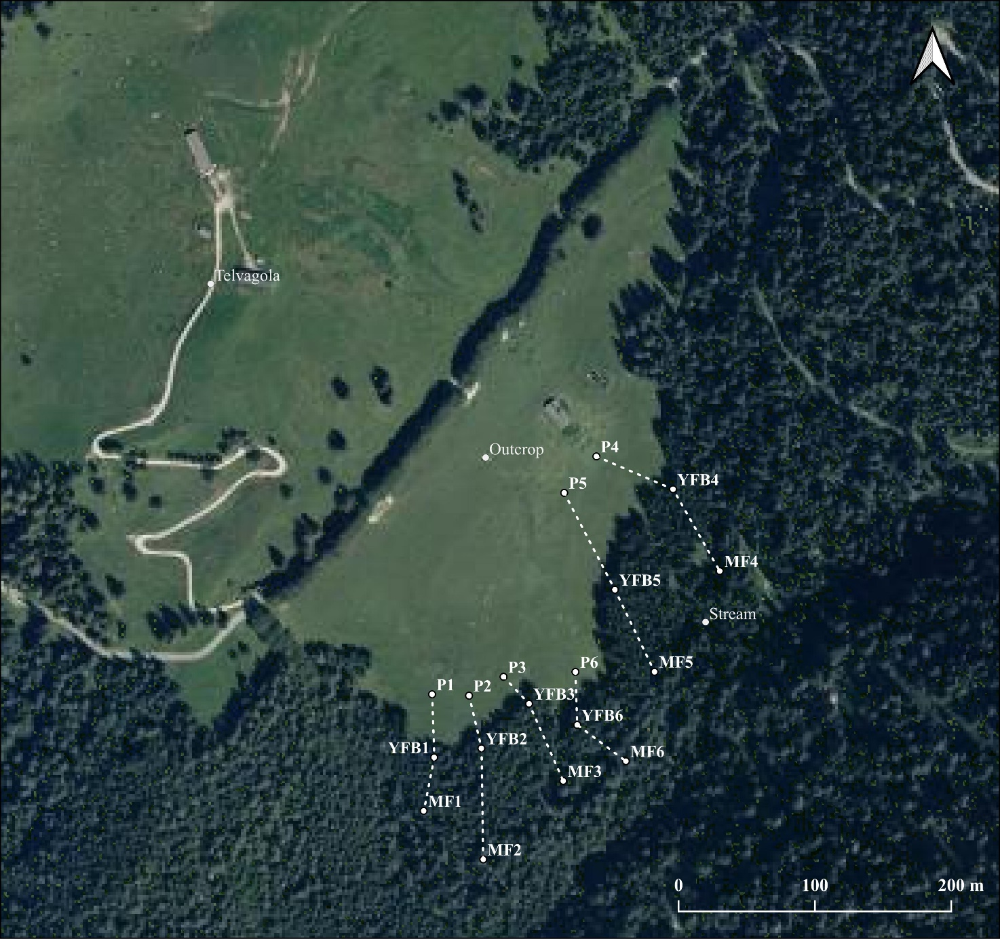 Telvagola
Outcrop
P4
P5
YFB4
MF4
YFB5
Stream
MF5
P6
P3
P1
P2
YFB3
YFB6
YFB2
YFB1
MF6
MF3
MF1
MF2
0 100 200 m